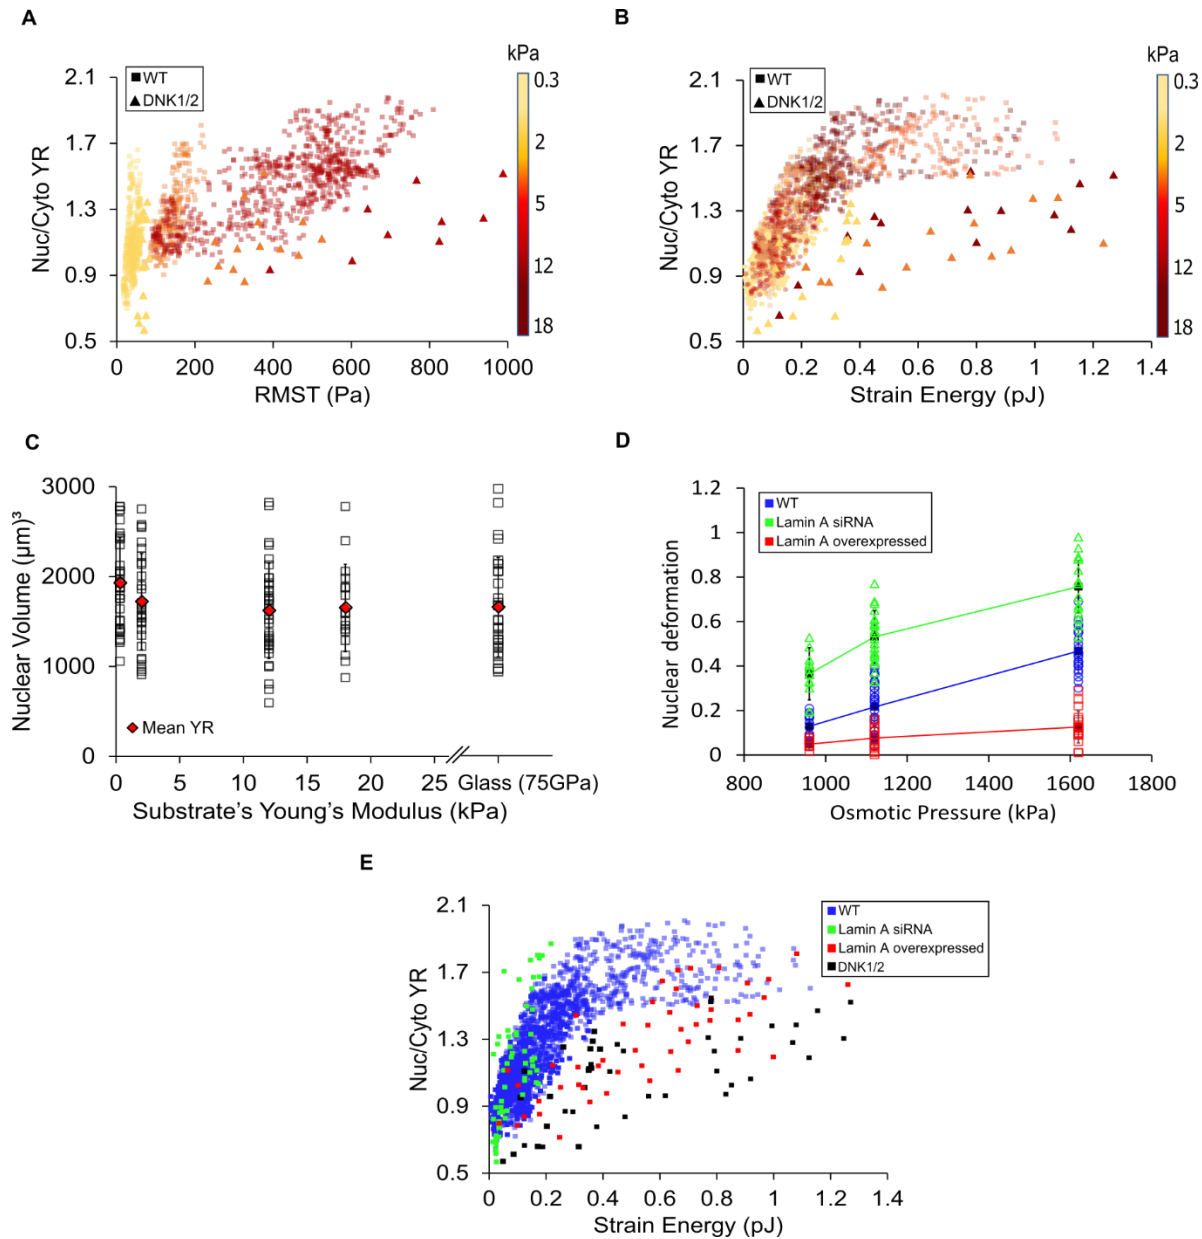 A
kPa
2.1
WT
DNK1/2
0.3
1.7
2
Nuc/Cyto YR
1.3
5
0.9
12
0.5
18
0 200 400 600 800 1000
RMST (Pa)
B
kPa
2.1
WT
DNK1/2
0.3
1.7
2
Nuc/Cyto YR
1.3
5
0.9
12
0.5
18
0 0.2 0.4 0.6 0.8 1 1.2 1.4
Strain Energy (pJ)
C
3000
2000
Nuclear Volume (µm)³
1000
Mean YR
0
0 5 10 15 20 25 Glass (75GPa)
Substrate's Young's Modulus (kPa)
D
1.2
WT
Lamin A siRNA
Lamin A overexpressed
1
0.8
0.6
Nuclear deformation
0.4
0.2
0
800 1000 1200 1400 1600 1800
Osmotic Pressure (kPa)
E
2.1
WT
Lamin A siRNA
Lamin A overexpressed
DNK1/2
1.7
Nuc/Cyto YR
1.3
0.9
0.5
0 0.2 0.4 0.6 0.8 1 1.2 1.4
Strain Energy (pJ)